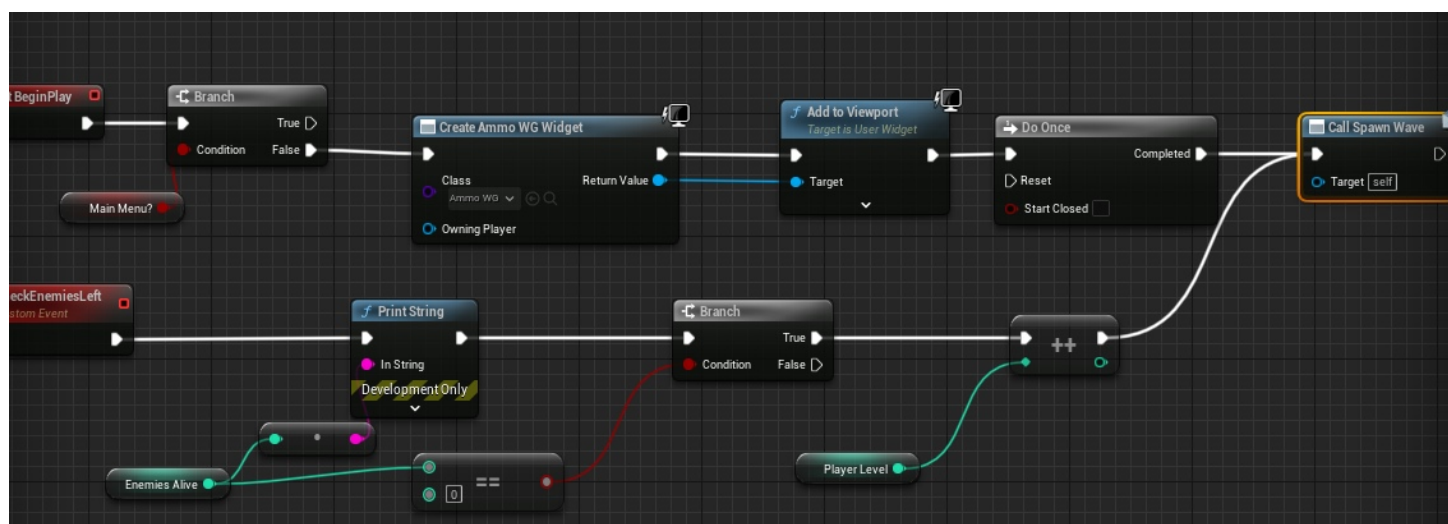 t BeginPlay
Branch
True
Condition
False
Main Menu?
Create Ammo WG Widget
Class
Ammo WG
Return Value
Owning Player
Add to Viewport
Target is User Widget
Target
Do Once
Completed
Reset
Start Closed
Call Spawn Wave
Target self
eckEnemiesLeft
stom Event
Print String
In String
Development Only
Branch
True
Condition
False
++
Enemies Alive
0
==
Player Level